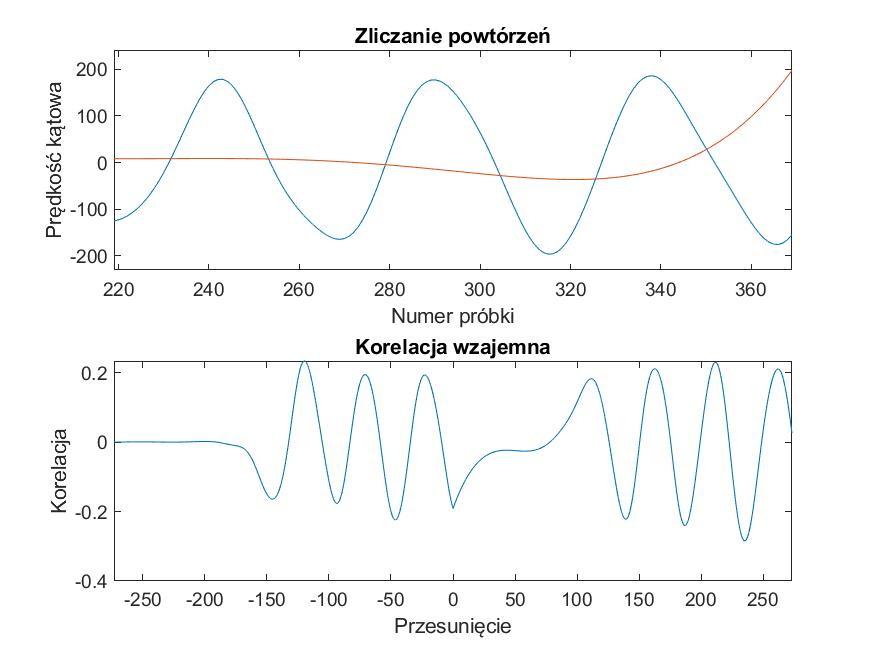 Zliczanie powtórzeń
Prędkość kątowa
200
100
0
-100
-200
220 240 260 280 300 320 340 360
Numer próbki
Korelacja wzajemna
Korelacja
0.2
0
-0.2
-0.4
-250 -200 -150 -100 -50 0 50 100 150 200 250
Przesunięcie